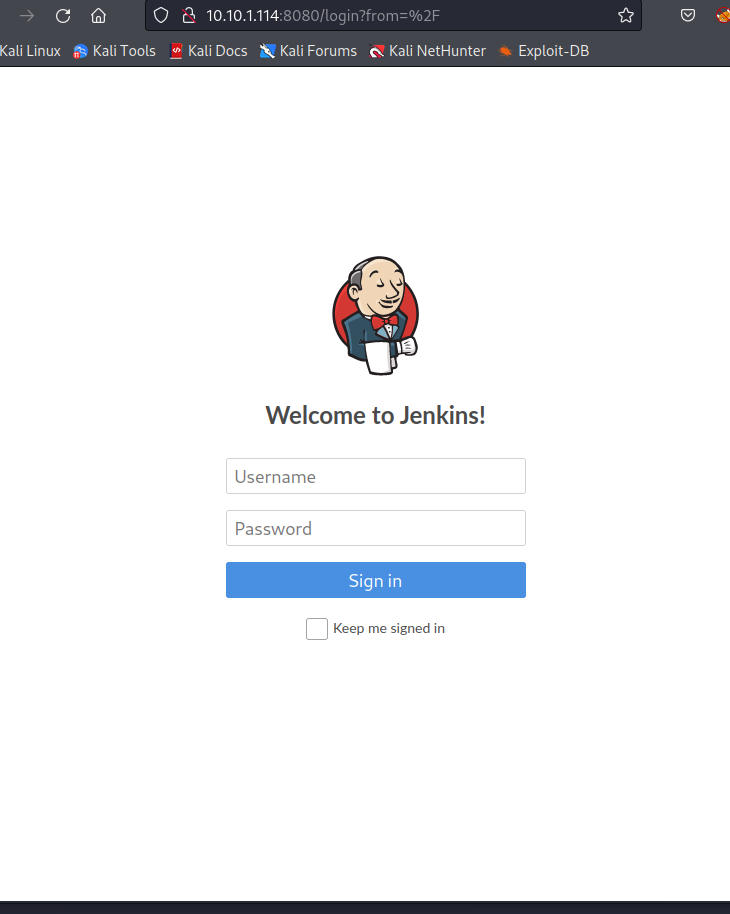 10.10.1.114:8080/login?from=%2F
Kali Linux Kali Tools Kali Docs Kali Forums Kali NetHunter Exploit-DB
Welcome to Jenkins!
Username
Password
Sign in
Keep me signed in